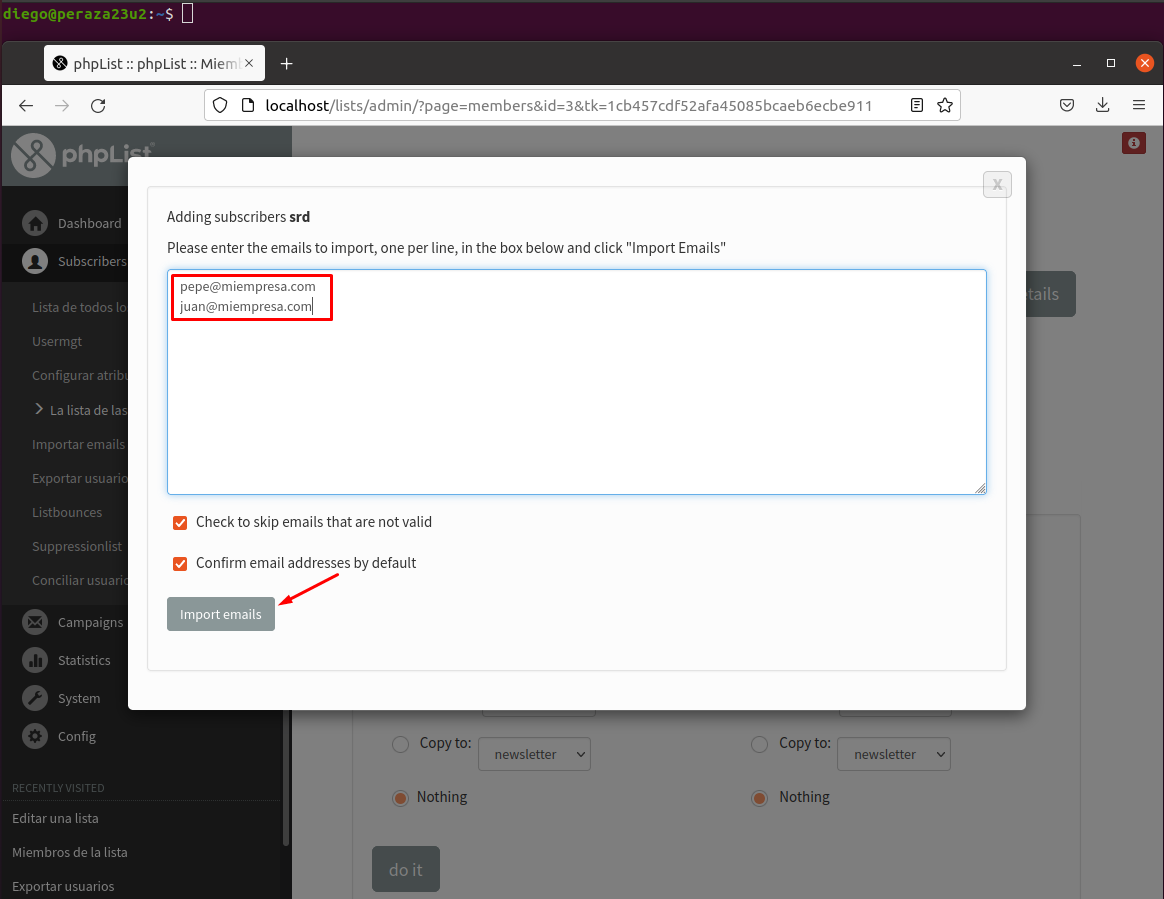 diego@peraza23u2:~$
phpList :: phpList :: Miem
localhost/lists/admin/?page=members&id=3&tk=1cb457cdf52afa45085bcaeb6ecbe911
phpList
X
Adding subscribers srd
Please enter the emails to import, one per line, in the box below and click "Import Emails"
pepe@miempresa.com
juan@miempresa.com
Check to skip emails that are not valid
Confirm email addresses by default
Import emails
Dashboard
Subscribers
Lista de todos lo
Usermgt
Configurar atribu
La lista de las
Importar emails
Exportar usuario
Listbounces
Suppressionlist
Conciliar usuario
Campaigns
Statistics
System
Config
RECENTLY VISITED
Editar una lista
Miembros de la lista
Exportar usuarios
etails
Copy to: newsletter
Copy to: newsletter
Nothing
Nothing
do it